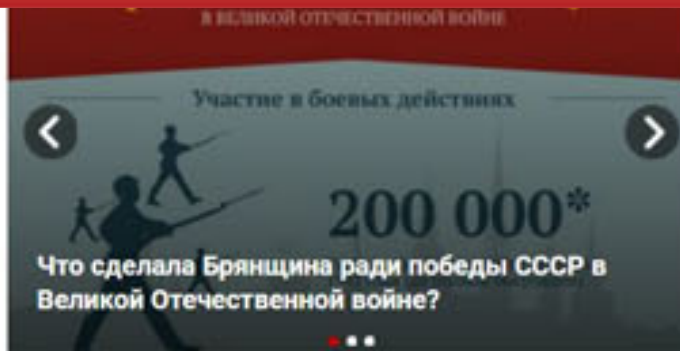 В ВЕЛИКОЙ ОТЕЧЕСТВЕННОЙ ВОЙНЕ
Участие в боевых действиях
200 000*
Что сделала Брянщина ради победы СССР в
Великой Отечественной войне?